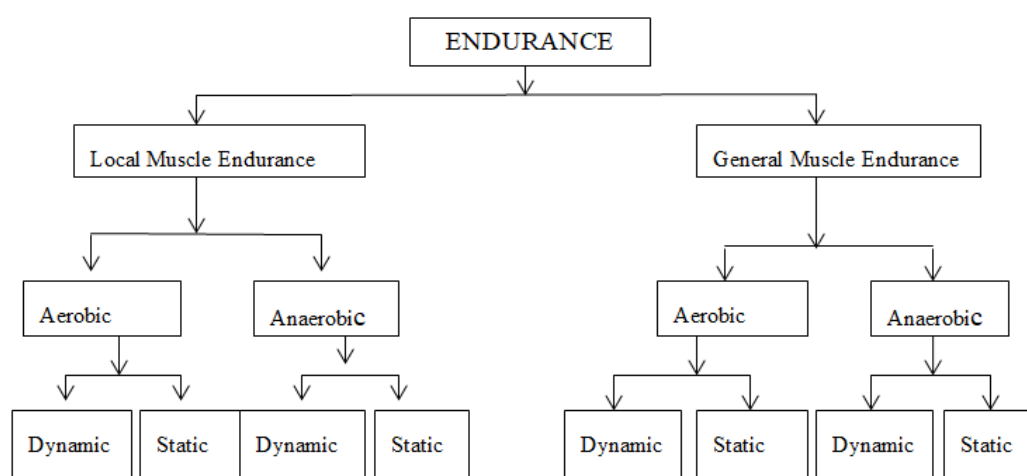 ENDURANCE
Local Muscle Endurance
General Muscle Endurance
Aerobic
Anaerobic
Aerobic
Anaerobic
Dynamic
Static
Dynamic
Static
Dynamic
Static
Dynamic
Static